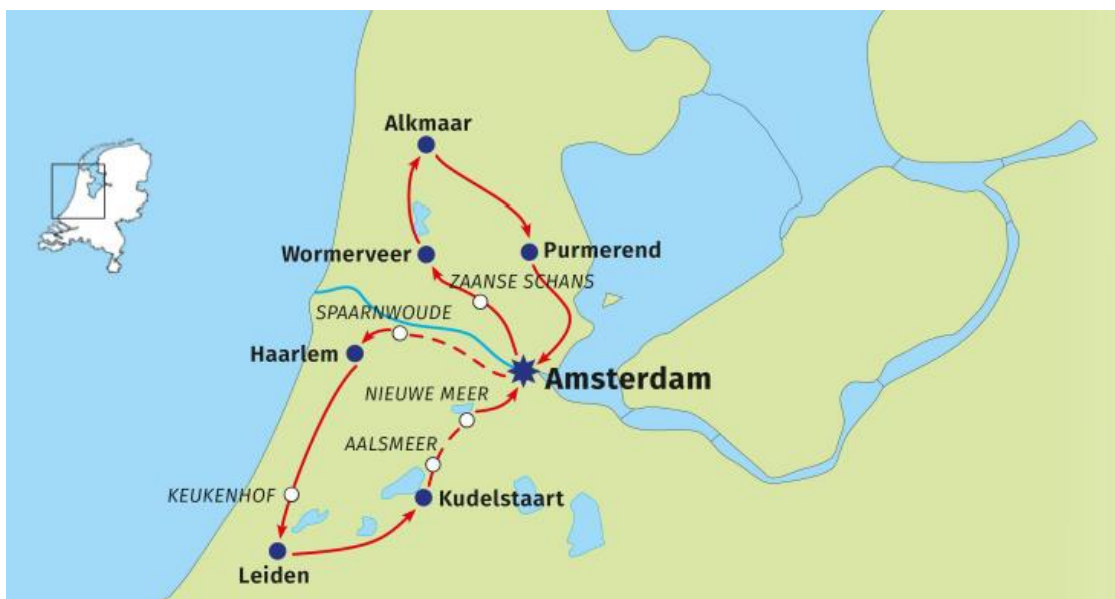 Alkmaar
Wormerveer
Purmerend
ZAANSE SCHANS
SPAARNWOUDE
Haarlem
Amsterdam
NIEUWE MEER
AALSMEER
KEUKENHOF
Kudelstaart
Leiden